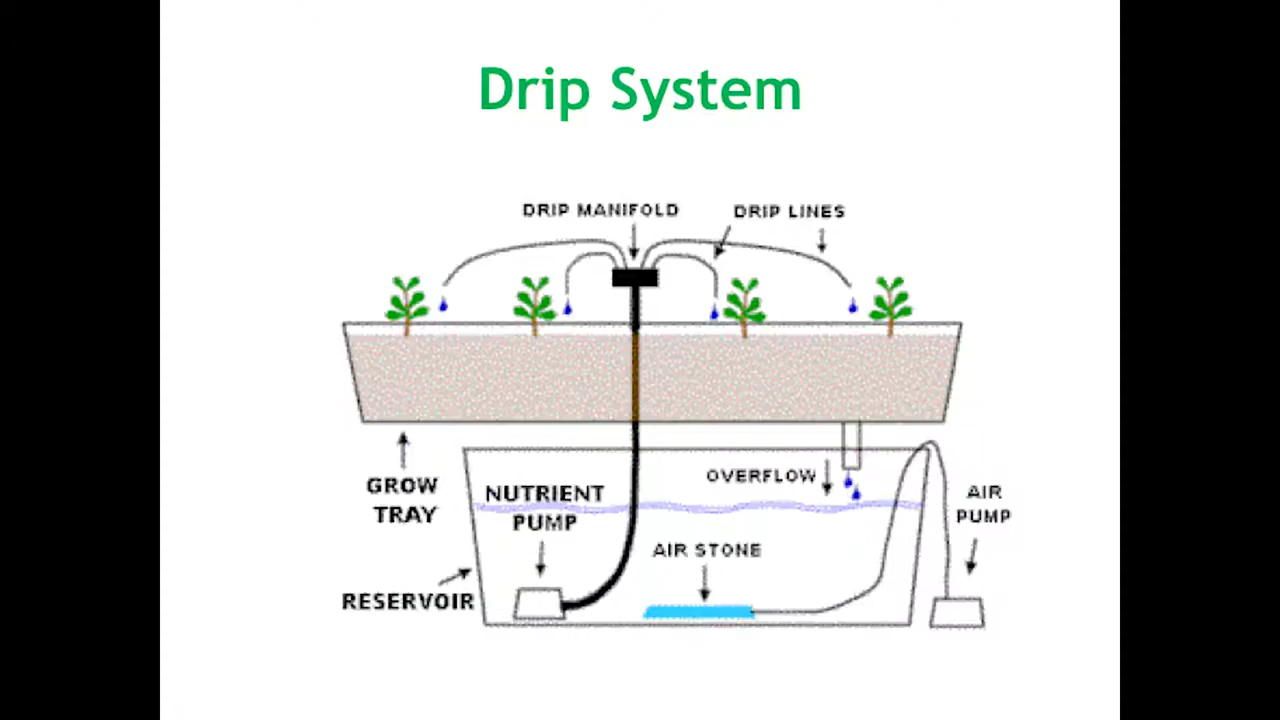 Drip System
DRIP MANIFOLD
DRIP LINES
GROW
TRAY
NUTRIENT
PUMP
OVERFLOW
AIR
PUMP
AIR STONE
RESERVOIR